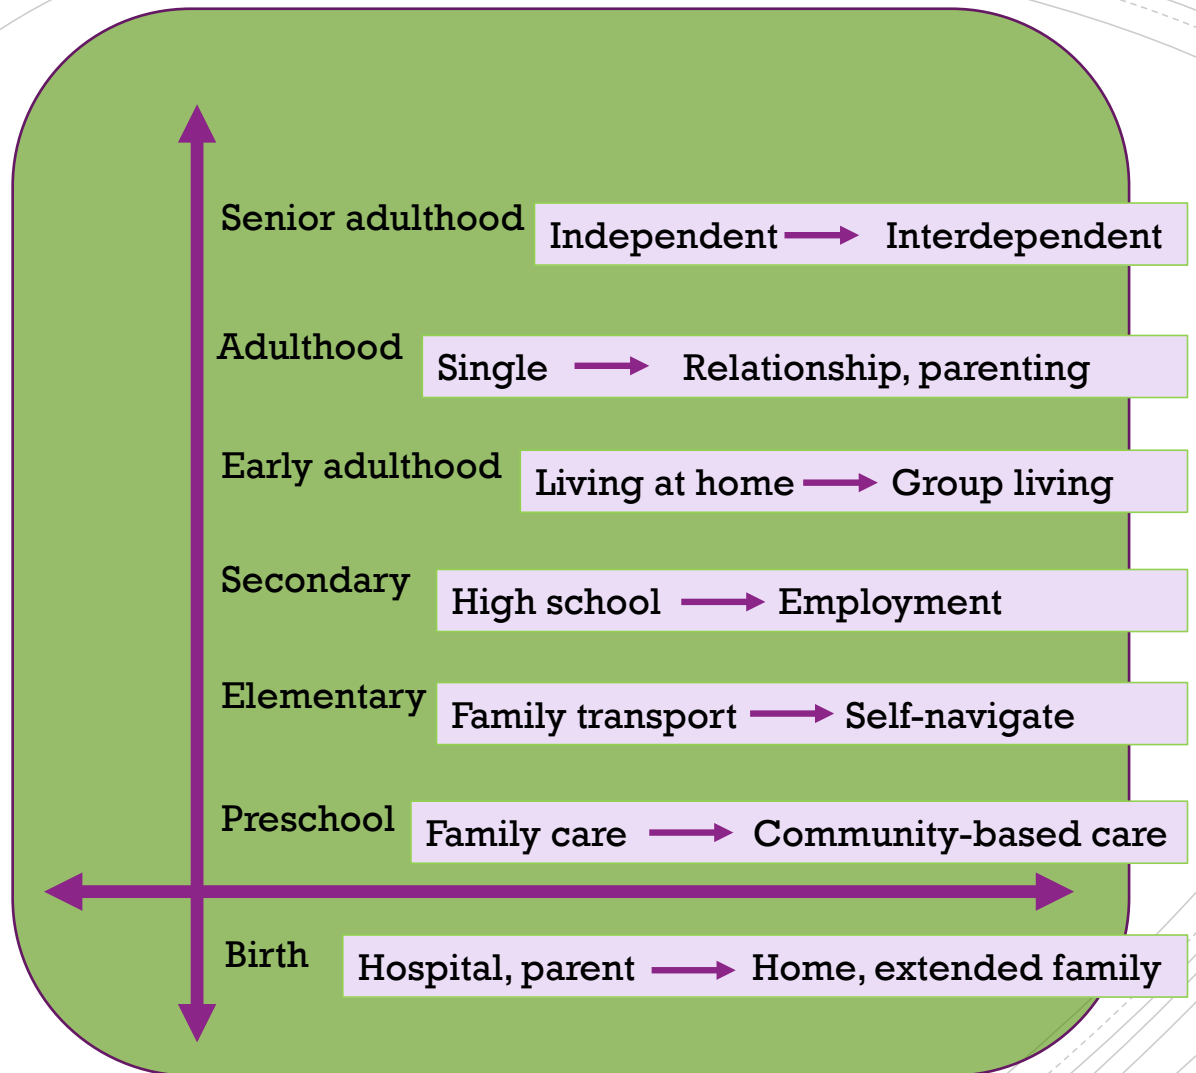 Senior adulthood
Independent Interdependent
Adulthood
Single Relationship, parenting
Early adulthood
Living at home Group living
Secondary
High school Employment
Elementary
Family transport Self-navigate
Preschool
Family care Community-based care
Birth
Hospital, parent Home, extended family